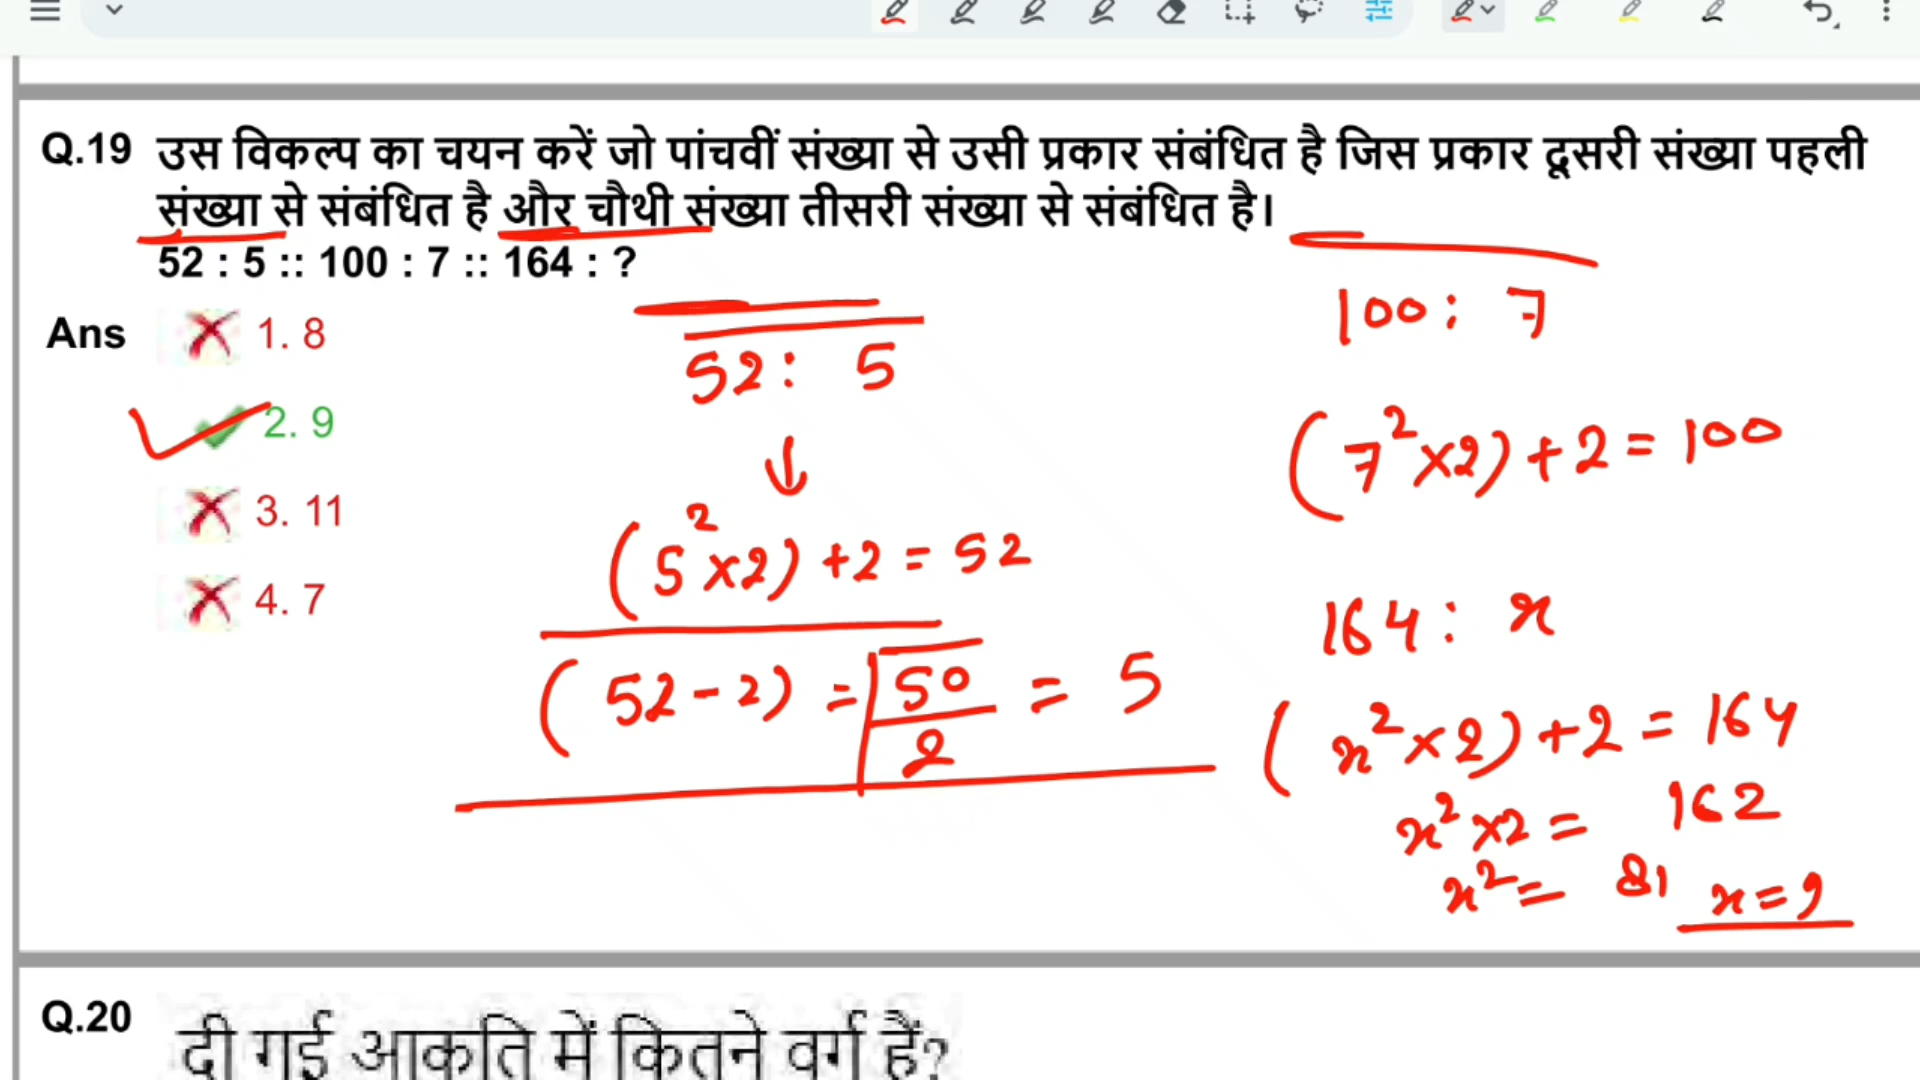 Q.19 उस विकल्प का चयन करें जो पांचवीं संख्या से उसी प्रकार संबंधित है जिस प्रकार दूसरी संख्या पहली
संख्या से संबंधित है और चौथी संख्या तीसरी संख्या से संबंधित है।
52 : 5 :: 100 : 7 :: 164 : ?
Ans
1. 8
2. 9
3. 11
4. 7
52 : 5
(5²×2) +2 = 52
(52-2) = √50/2 = 5
100 : 7
(7²×2) +2 = 100
164 : x
(x²×2) +2 = 164
x²×2 = 162
x² = 81 x=9
Q.20 दी गई आकृति में कितने वर्ग हैं?